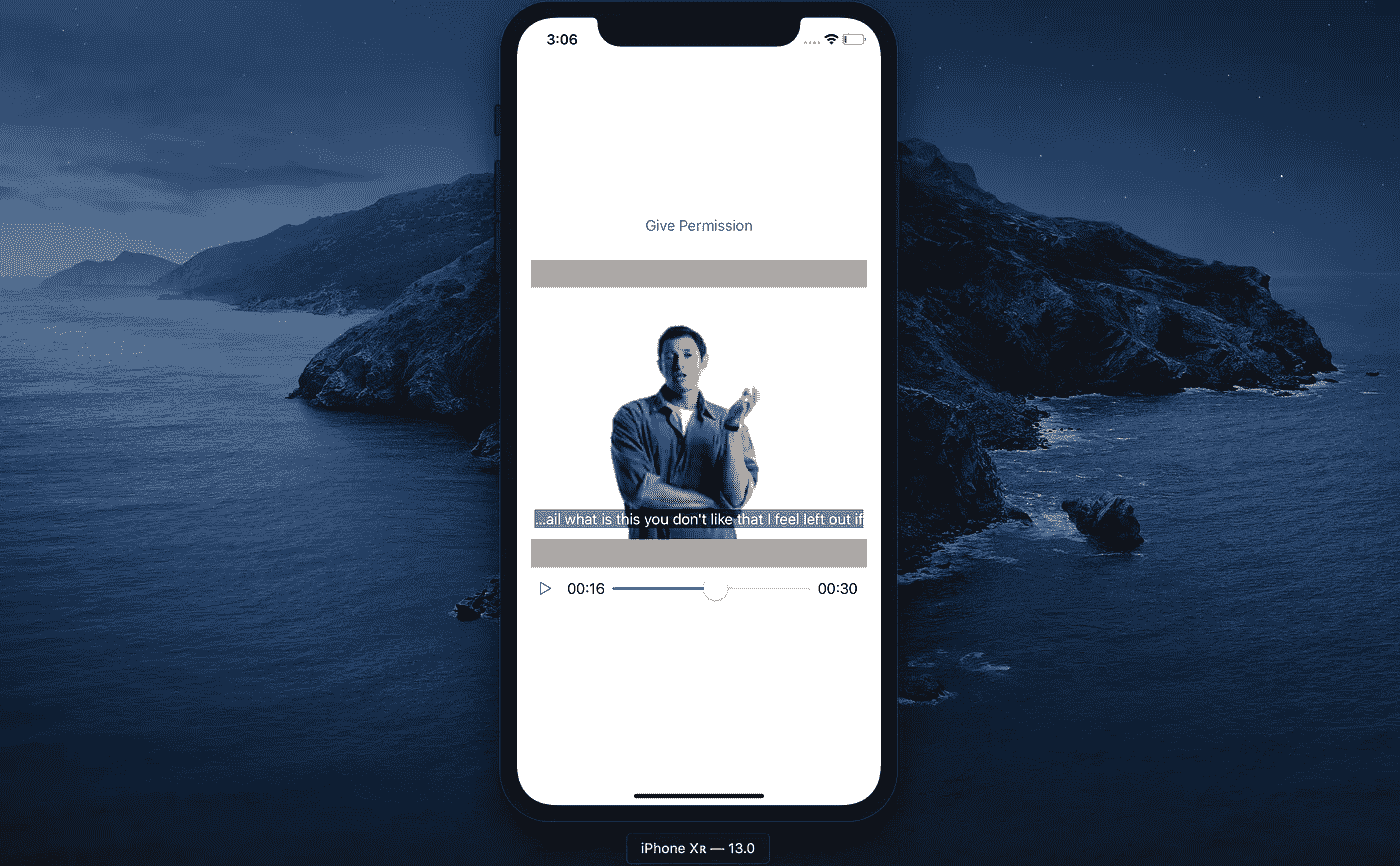 3:06
Give Permission
...ail what is this you don't like that I feel left out if
00:16 00:30
iPhone Xʀ — 13.0